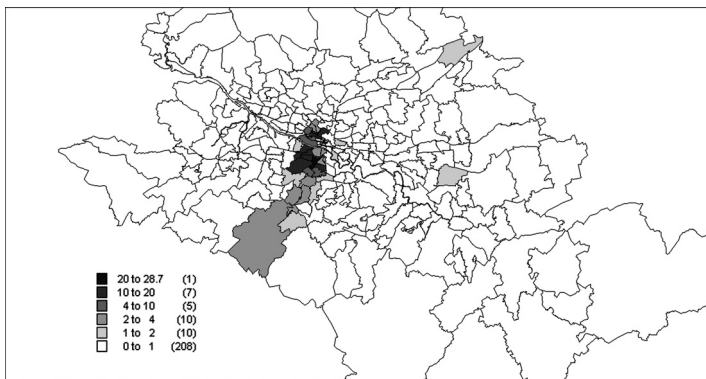 20 to 28.7 (1)
10 to 20 (7)
4 to 10 (5)
2 to 4 (10)
1 to 2 (10)
0 to 1 (208)